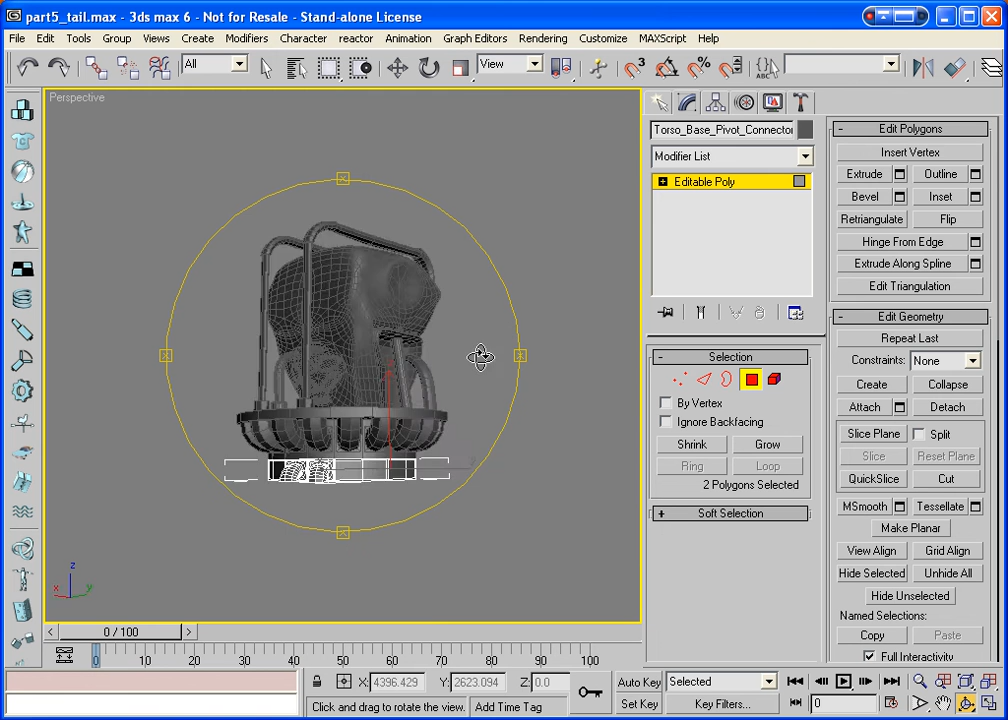 part5_tail.max - 3ds max 6 - Not for Resale - Stand-alone License
File Edit Tools Group Views Create Modifiers Character reactor Animation Graph Editors Rendering Customize MAXScript Help
All
View
3
%
{ABC}
Perspective
Torso_Base_Pivot_Connector
Modifier List
Editable Poly
Selection
By Vertex
Ignore Backfacing
Shrink Grow
Ring Loop
2 Polygons Selected
Soft Selection
Edit Polygons
Insert Vertex
Extrude Outline
Bevel Inset
Retriangulate Flip
Hinge From Edge
Extrude Along Spline
Edit Triangulation
Edit Geometry
Repeat Last
Constraints: None
Create Collapse
Attach Detach
Slice Plane Split
Slice Reset Plane
QuickSlice Cut
MSmooth Tessellate
Make Planar
View Align Grid Align
Hide Selected Unhide All
Hide Unselected
Named Selections:
Copy Paste
Full Interactivity
z
x
y
0 / 100
0 10 20 30 40 50 60 70 80 90 100
X: 4396.429 Y: 2623.094 Z: 0.0
Auto Key Selected
Click and drag to rotate the view. Add Time Tag
Set Key Key Filters... 0